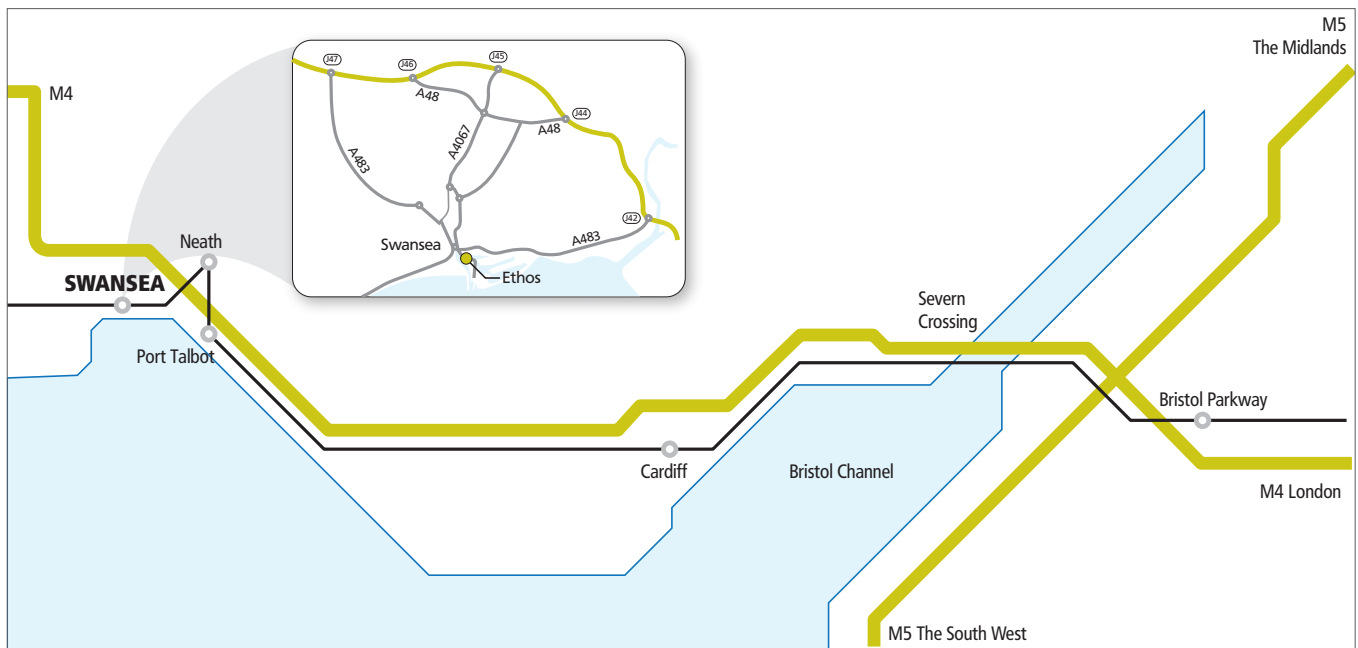 M5
The Midlands
M4
J47
J46
J45
A48
J44
A48
A4067
A483
J42
Swansea
A483
Ethos
Neath
SWANSEA
Port Talbot
Severn
Crossing
Bristol Parkway
Cardiff
Bristol Channel
M4 London
M5 The South West